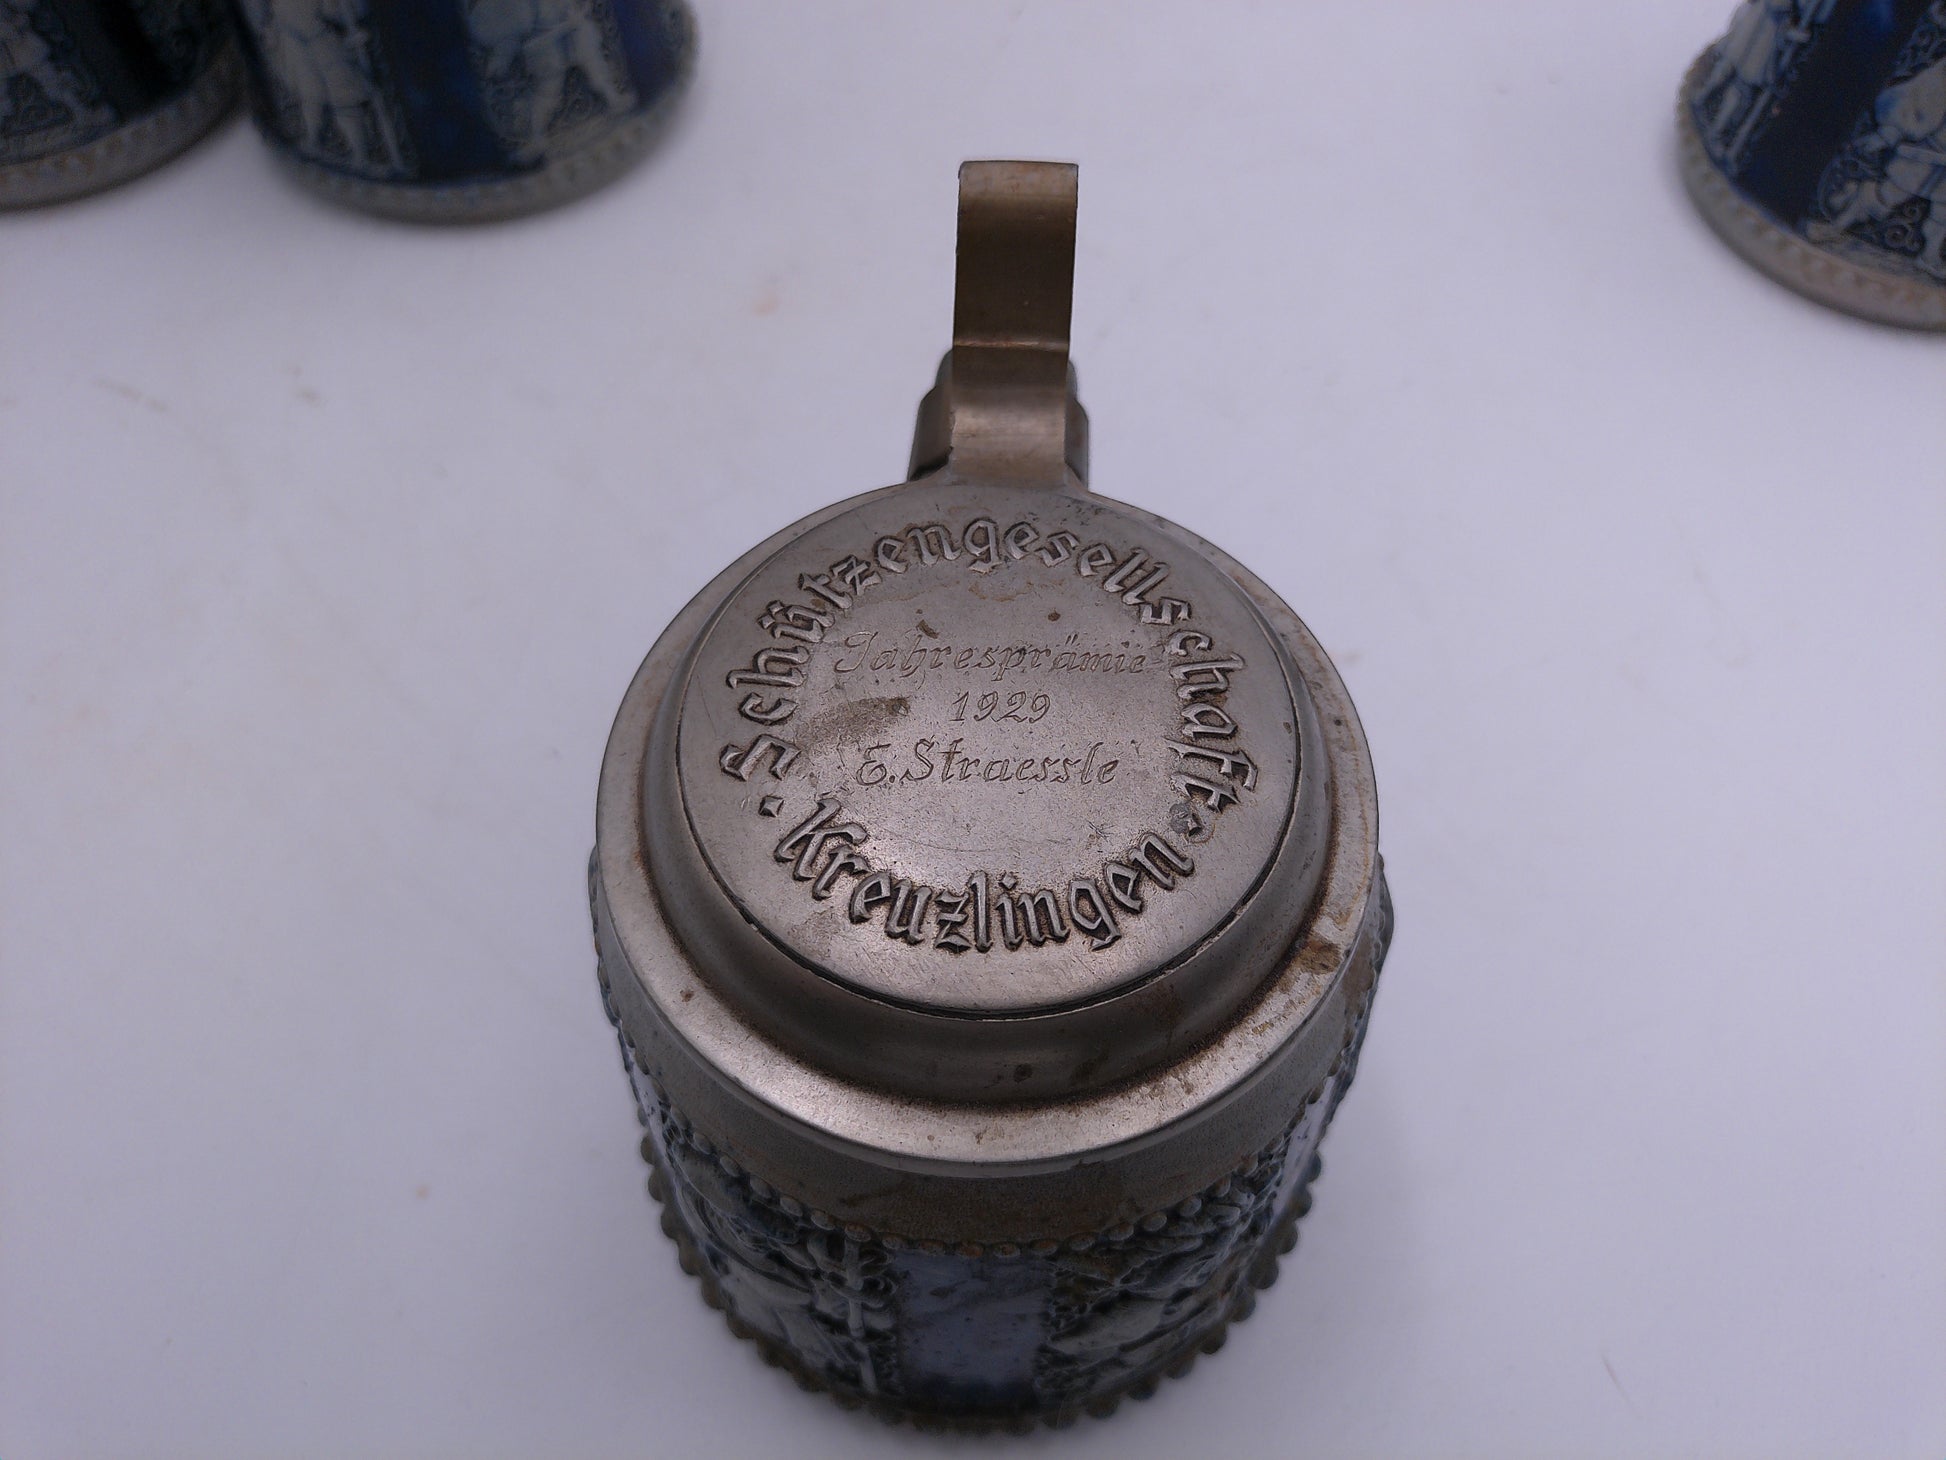 · Schützengesellschaft ·
Jahresprämie
1929
E. Straessle
Kreuzlingen